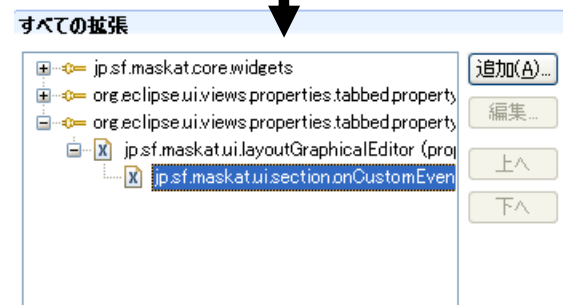 すべての拡張
jp.sf.maskat.core.widgets
追加(A)...
org.eclipse.ui.views.properties.tabbed.property
編集...
org.eclipse.ui.views.properties.tabbed.property
jp.sf.maskat.ui.layoutGraphicalEditor (prop
上へ
jp.sf.maskat.ui.section.onCustomEven
下へ